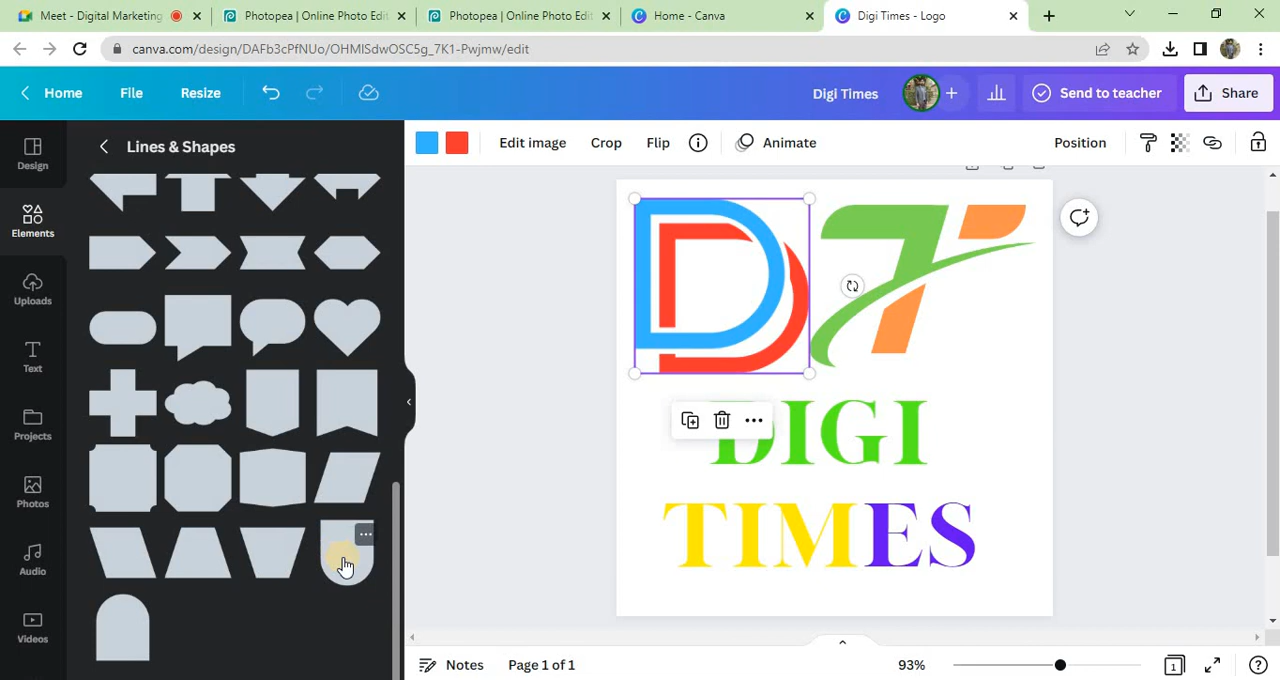 Meet - Digital Marketing
Photopea | Online Photo Edit
Photopea | Online Photo Edit
Home - Canva
Digi Times - Logo
canva.com/design/DAFb3cPfNUo/OHMISdwOSC5g_7K1-Pwjmw/edit
Home
File
Resize
Digi Times
Send to teacher
Share
Design
Elements
Uploads
Text
Projects
Photos
Audio
Videos
Lines & Shapes
Edit image
Crop
Flip
Animate
Position
D T
DIGI
TIMES
Notes
Page 1 of 1
93%
1